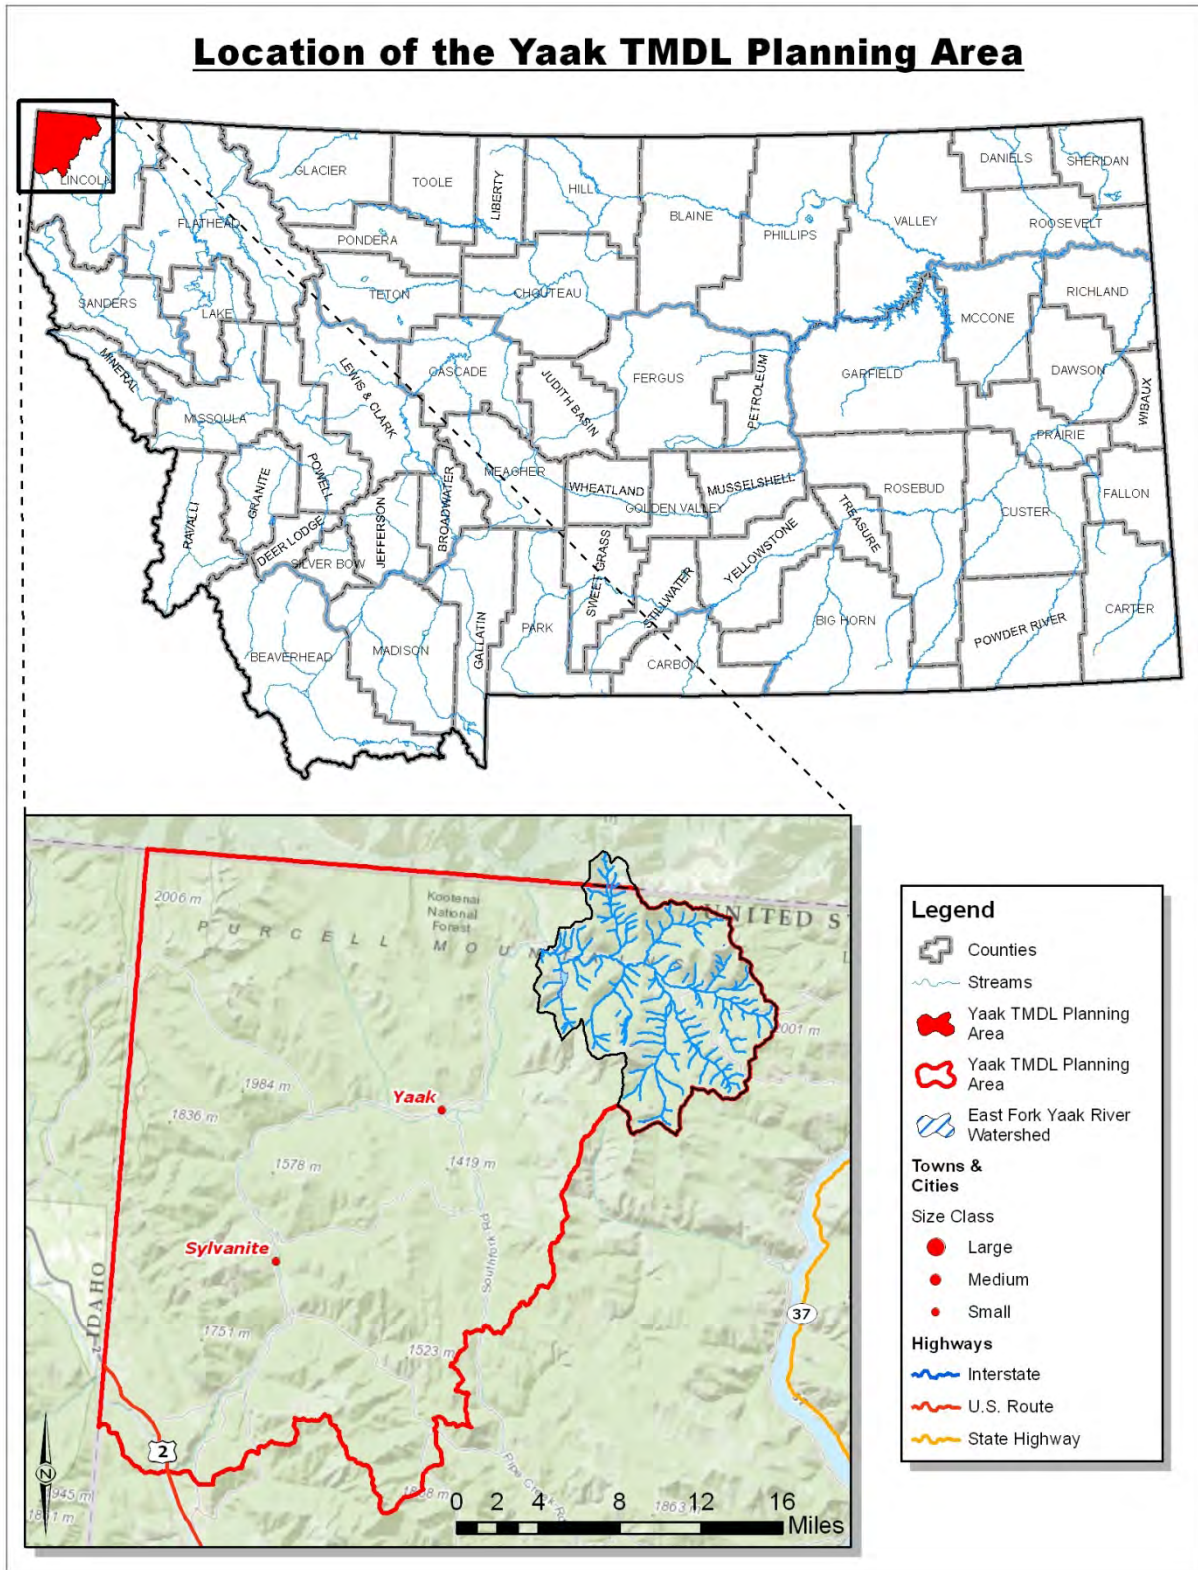 Location of the Yaak TMDL Planning Area
GLACIER
TOOLE
LIBERTY
HILL
BLAINE
PHILLIPS
VALLEY
DANIELS
SHERIDAN
ROOSEVELT
LINCOLN
FLATHEAD
PONDERA
TETON
CHOUTEAU
RICHLAND
SANDERS
LAKE
MCCONE
MINERAL
LEWIS & CLARK
CASCADE
JUDITH BASIN
FERGUS
PETROLEUM
GARFIELD
DAWSON
WIBAUX
MISSOULA
PRAIRIE
RAVALLI
GRANITE
POWELL
DEER LODGE
SILVER BOW
JEFFERSON
BROADWATER
MEAGHER
WHEATLAND
GOLDEN VALLEY
MUSSELSHELL
TREASURE
ROSEBUD
CUSTER
FALLON
SWEET GRASS
STILLWATER
YELLOWSTONE
BEAVERHEAD
MADISON
GALLATIN
PARK
CARBON
BIG HORN
POWDER RIVER
CARTER
2006 m
Kootenai
National
Forest
PURCELL MOUN
UNITED S
2001 m
1984 m
Yaak
1836 m
1578 m
1419 m
Southfork Rd
Sylvanite
IDAHO
1751 m
1523 m
37
2
N
1945 m
Pipe Creek
1863 m
0 2 4 8 12 16
Miles
Legend
Counties
Streams
Yaak TMDL Planning
Area
Yaak TMDL Planning
Area
East Fork Yaak River
Watershed
Towns &
Cities
Size Class
Large
Medium
Small
Highways
Interstate
U.S. Route
State Highway